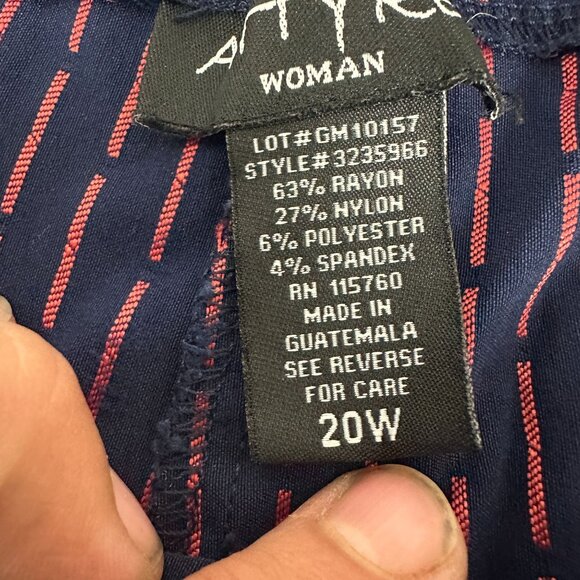 WOMAN
LOT#GM10157
STYLE#3235966
63% RAYON
27% NYLON
6% POLYESTER
4% SPANDEX
RN 115760
MADE IN
GUATEMALA
SEE REVERSE
FOR CARE
20W